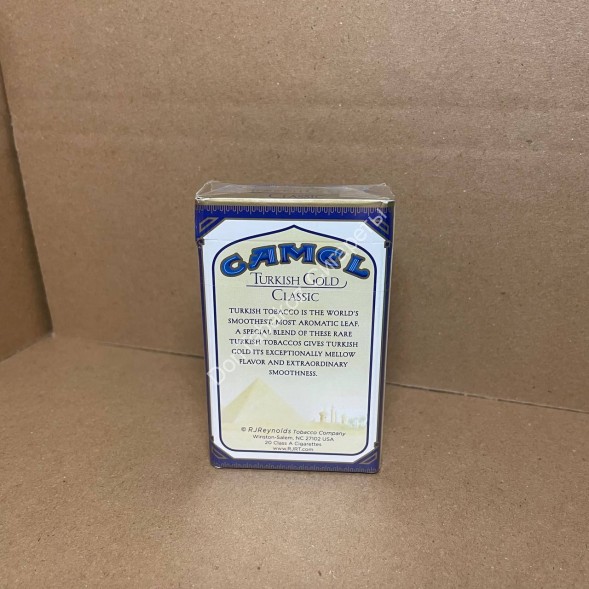 CAMEL
TURKISH GOLD
CLASSIC
TURKISH TOBACCO IS THE WORLD'S
SMOOTHEST, MOST AROMATIC LEAF.
A SPECIAL BLEND OF THESE RARE
TURKISH TOBACCOS GIVES TURKISH
GOLD ITS EXCEPTIONALLY MELLOW
FLAVOR AND EXTRAORDINARY
SMOOTHNESS.
© RJReynolds Tobacco Company
Winston-Salem, NC 27102 USA
20 Class A Cigarettes
www.RJRT.com